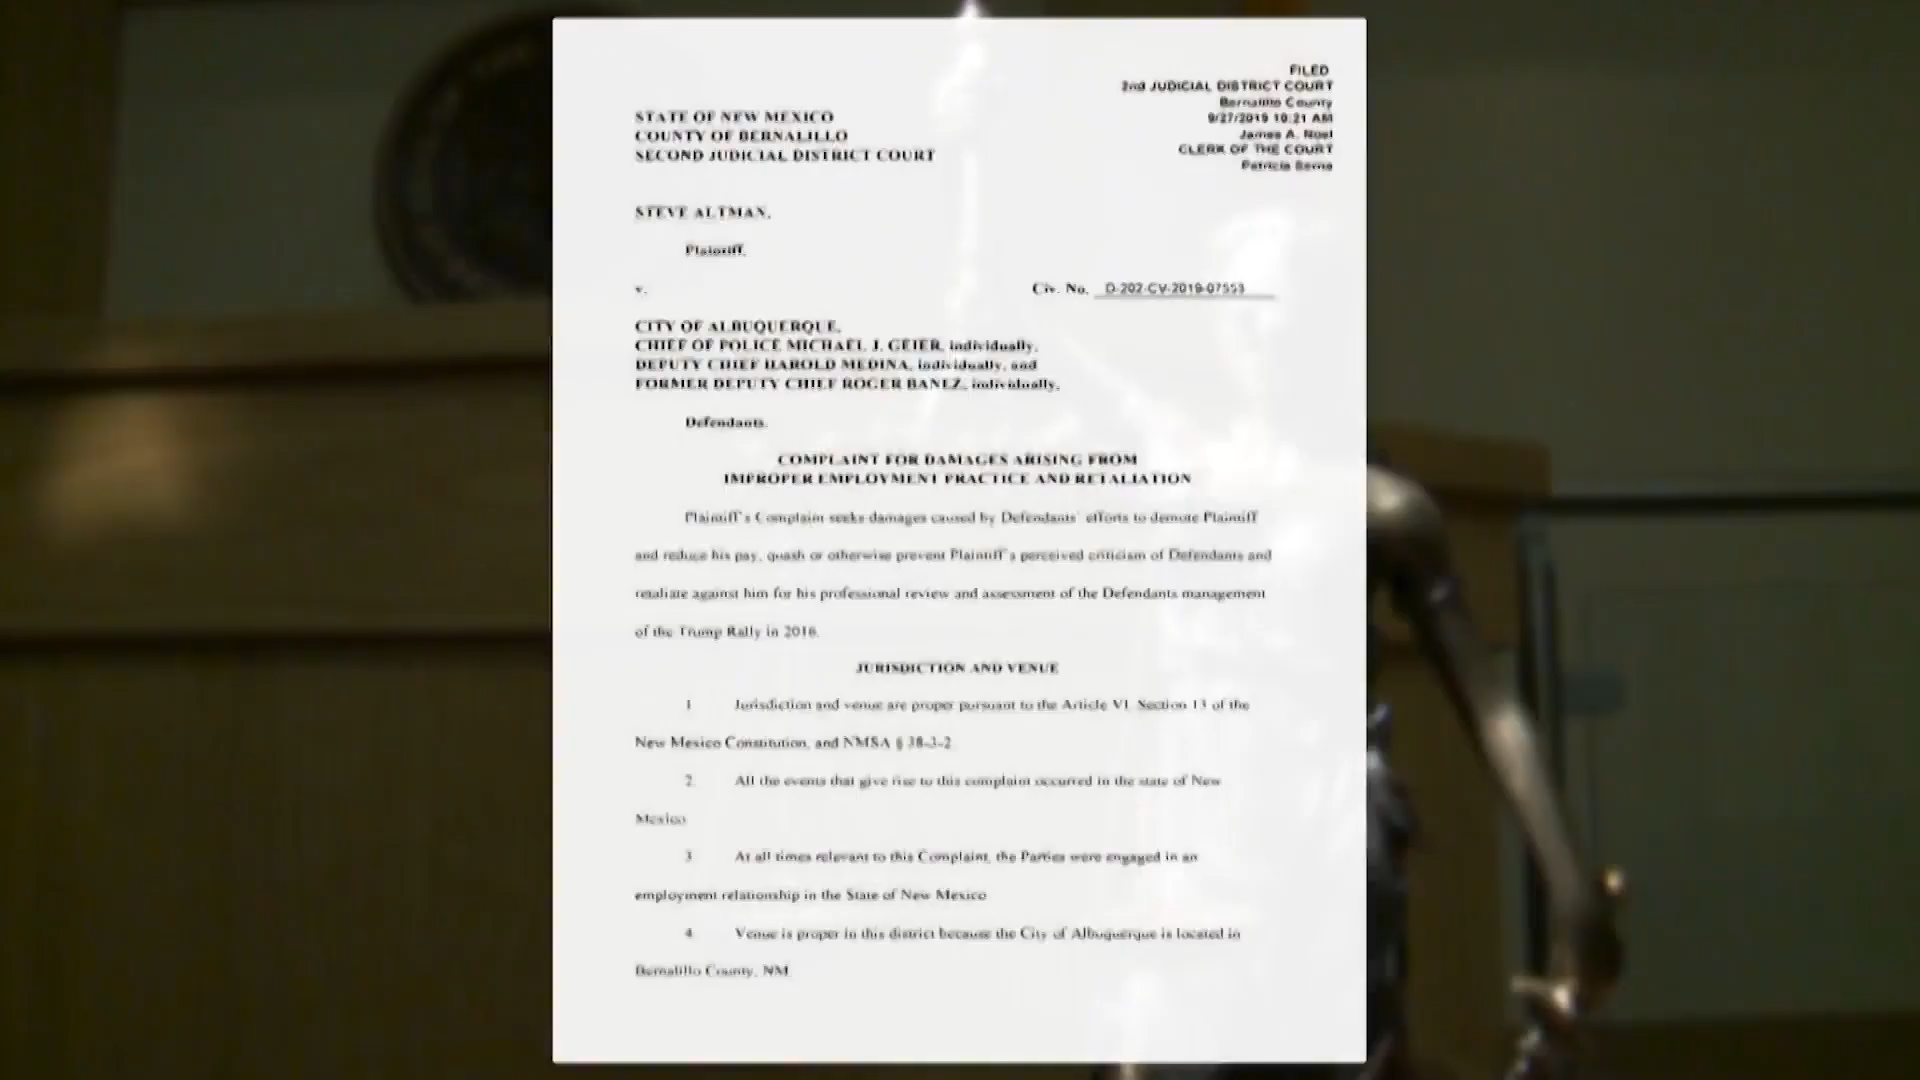 FILED
2nd JUDICIAL DISTRICT COURT
Bernalillo County
9/27/2019 10:21 AM
James A. Noel
CLERK OF THE COURT
Patricia Serna
STATE OF NEW MEXICO
COUNTY OF BERNALILLO
SECOND JUDICIAL DISTRICT COURT
STEVE ALTMAN,
Plaintiff,
v.
Civ. No. D-202-CV-2019-07553
CITY OF ALBUQUERQUE,
CHIEF OF POLICE MICHAEL J. GEIER, individually,
DEPUTY CHIEF HAROLD MEDINA, individually, and
FORMER DEPUTY CHIEF ROGER BANEZ, individually,
Defendants.
COMPLAINT FOR DAMAGES ARISING FROM
IMPROPER EMPLOYMENT PRACTICE AND RETALIATION
Plaintiff's Complaint seeks damages caused by Defendants' efforts to demote Plaintiff
and reduce his pay, quash or otherwise prevent Plaintiff's perceived criticism of Defendants and
retaliate against him for his professional review and assessment of the Defendants management
of the Trump Rally in 2016.
JURISDICTION AND VENUE
1. Jurisdiction and venue are proper pursuant to the Article VI, Section 13 of the
New Mexico Constitution, and NMSA § 38-3-2.
2. All the events that give rise to this complaint occurred in the state of New
Mexico.
3. At all times relevant to this Complaint, the Parties were engaged in an
employment relationship in the State of New Mexico.
4. Venue is proper in this district because the City of Albuquerque is located in
Bernalillo County, NM.